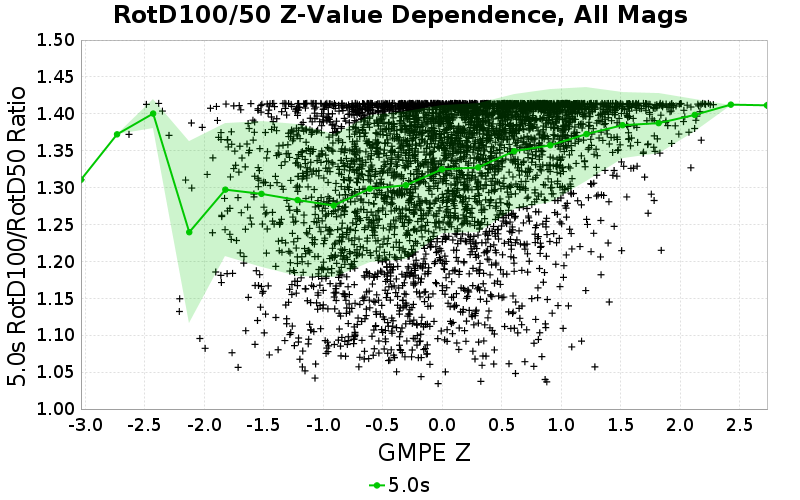 RotD100/50 Z-Value Dependence, All Mags
5.0s RotD100/RotD50 Ratio
1.50
1.45
1.40
1.35
1.30
1.25
1.20
1.15
1.10
1.05
1.00
-3.0 -2.5 -2.0 -1.5 -1.0 -0.5 0.0 0.5 1.0 1.5 2.0 2.5
GMPE Z
5.0s